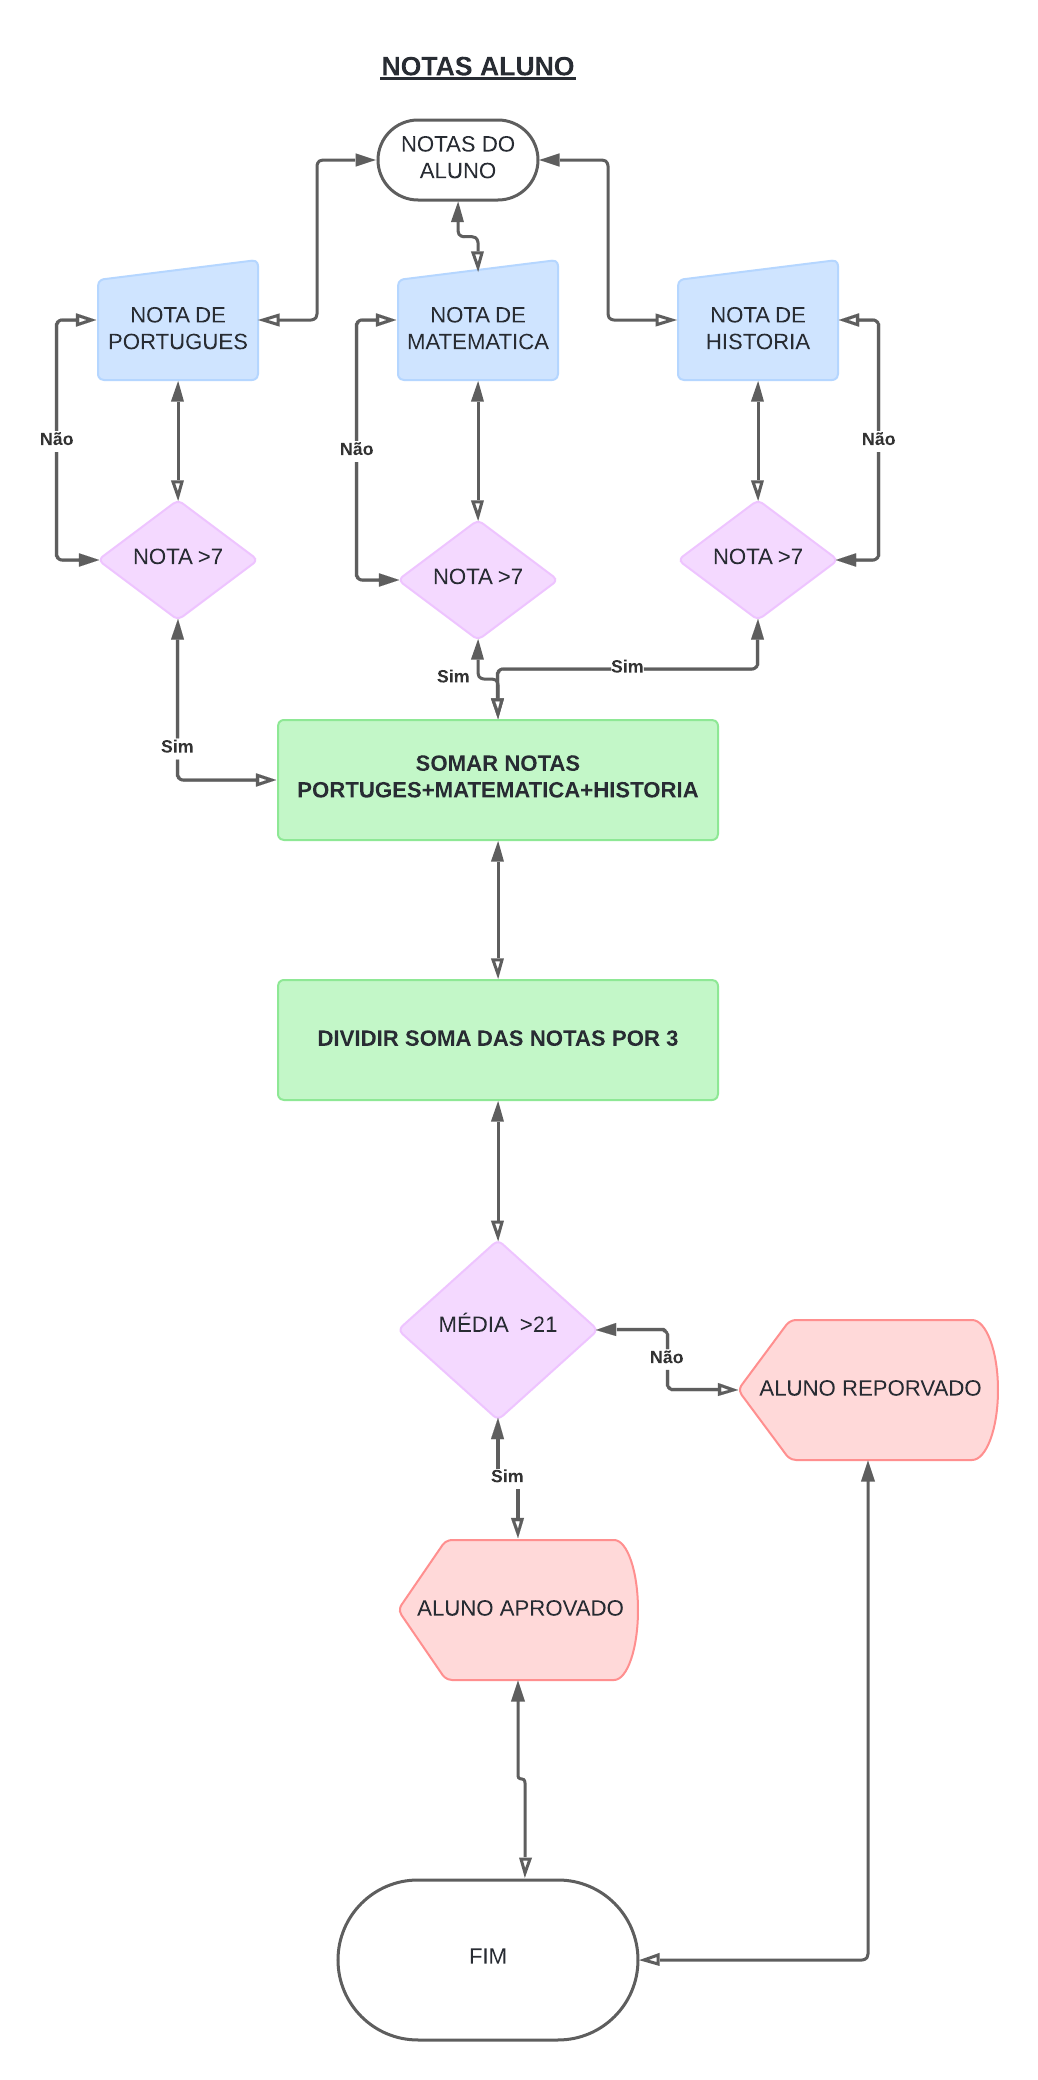 NOTAS ALUNO
NOTAS DO
ALUNO
NOTA DE
PORTUGUES
NOTA DE
MATEMATICA
NOTA DE
HISTORIA
Não
Não
Não
NOTA >7
NOTA >7
NOTA >7
Sim
Sim
Sim
SOMAR NOTAS
PORTUGES+MATEMATICA+HISTORIA
DIVIDIR SOMA DAS NOTAS POR 3
MÉDIA  >21
Não
ALUNO REPORVADO
Sim
ALUNO APROVADO
FIM